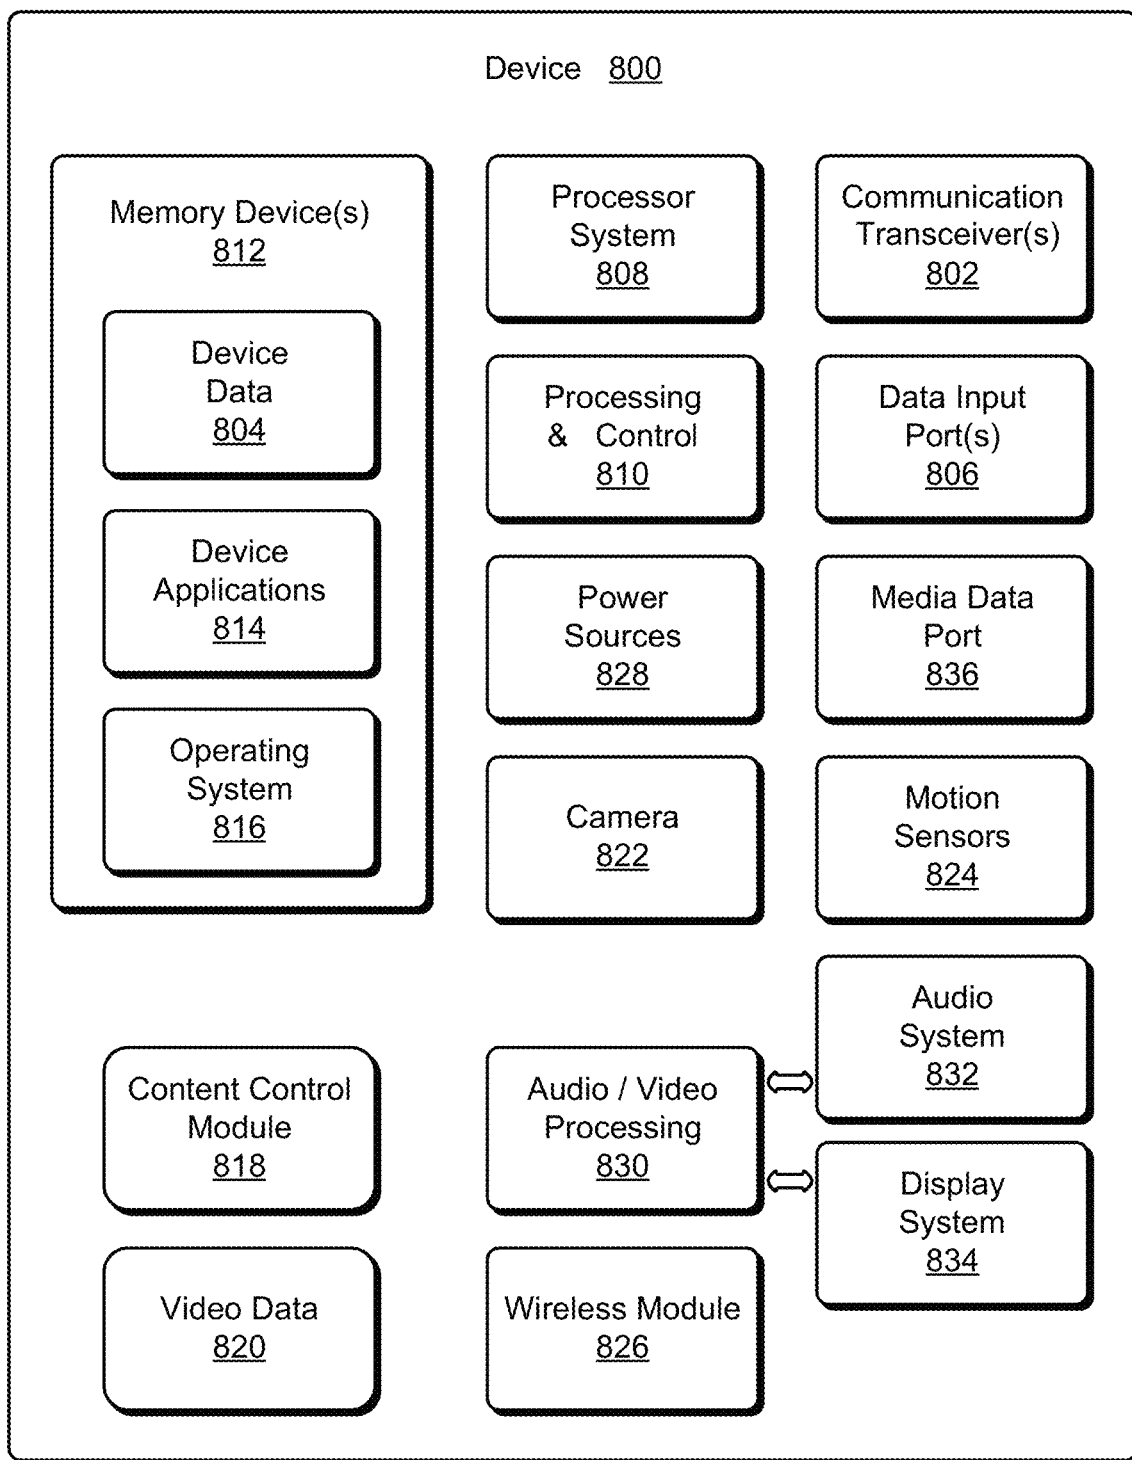 Device 800
Memory Device(s)
812
Device
Data
804
Device
Applications
814
Operating
System
816
Processor
System
808
Communication
Transceiver(s)
802
Processing
& Control
810
Data Input
Port(s)
806
Power
Sources
828
Media Data
Port
836
Camera
822
Motion
Sensors
824
Content Control
Module
818
Audio / Video
Processing
830
Audio
System
832
Display
System
834
Video Data
820
Wireless Module
826